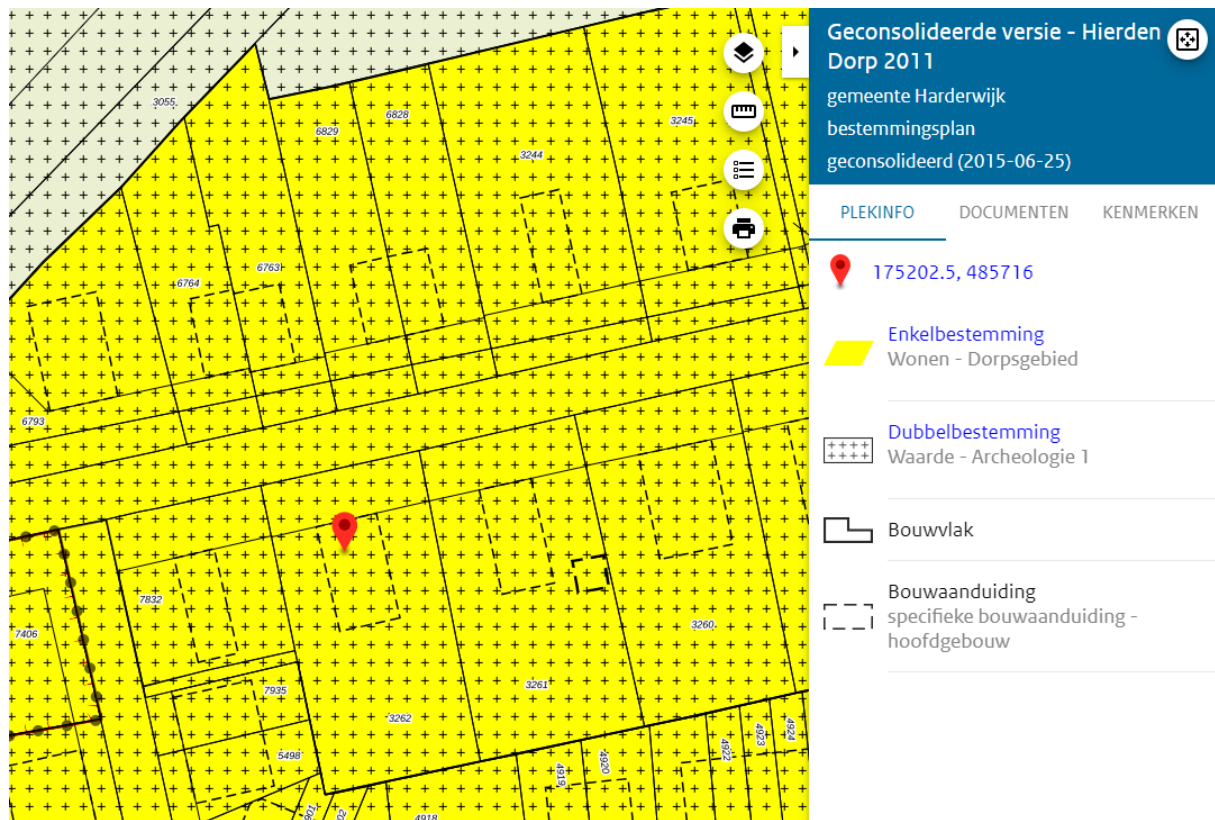 3055
6829
6828
3245
3244
6763
6764
6793
7832
7406
3260
7935
3261
3262
5498
4924
4923
4922
4920
4919
4918
Geconsolideerde versie - Hierden
Dorp 2011
gemeente Harderwijk
bestemmingsplan
geconsolideerd (2015-06-25)
PLEKINFO DOCUMENTEN KENMERKEN
175202.5, 485716
Enkelbestemming
Wonen - Dorpsgebied
Dubbelbestemming
Waarde - Archeologie 1
Bouwvlak
Bouwaanduiding
specifieke bouwaanduiding -
hoofdgebouw